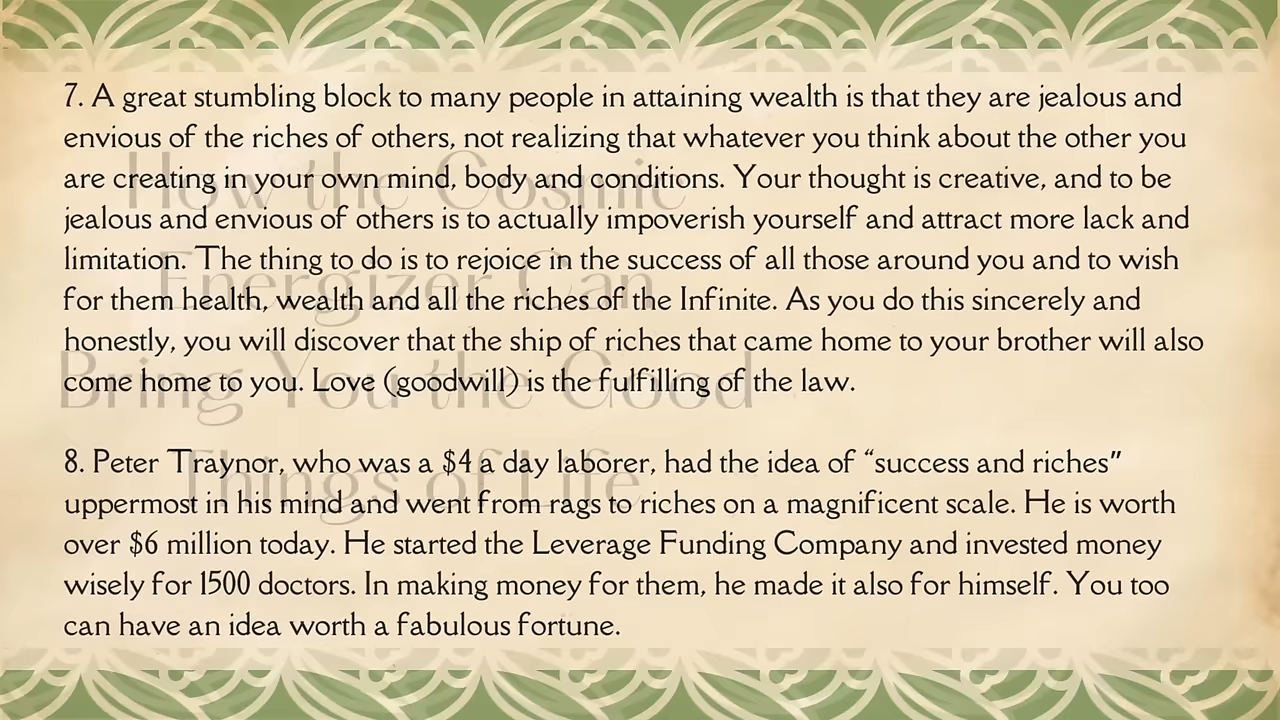 7. A great stumbling block to many people in attaining wealth is that they are jealous and
envious of the riches of others, not realizing that whatever you think about the other you
are creating in your own mind, body and conditions. Your thought is creative, and to be
jealous and envious of others is to actually impoverish yourself and attract more lack and
limitation. The thing to do is to rejoice in the success of all those around you and to wish
for them health, wealth and all the riches of the Infinite. As you do this sincerely and
honestly, you will discover that the ship of riches that came home to your brother will also
come home to you. Love (goodwill) is the fulfilling of the law.
8. Peter Traynor, who was a $4 a day laborer, had the idea of “success and riches”
uppermost in his mind and went from rags to riches on a magnificent scale. He is worth
over $6 million today. He started the Leverage Funding Company and invested money
wisely for 1500 doctors. In making money for them, he made it also for himself. You too
can have an idea worth a fabulous fortune.
How the Cosmic
Energizer Can
Bring You the Good
Things of Life